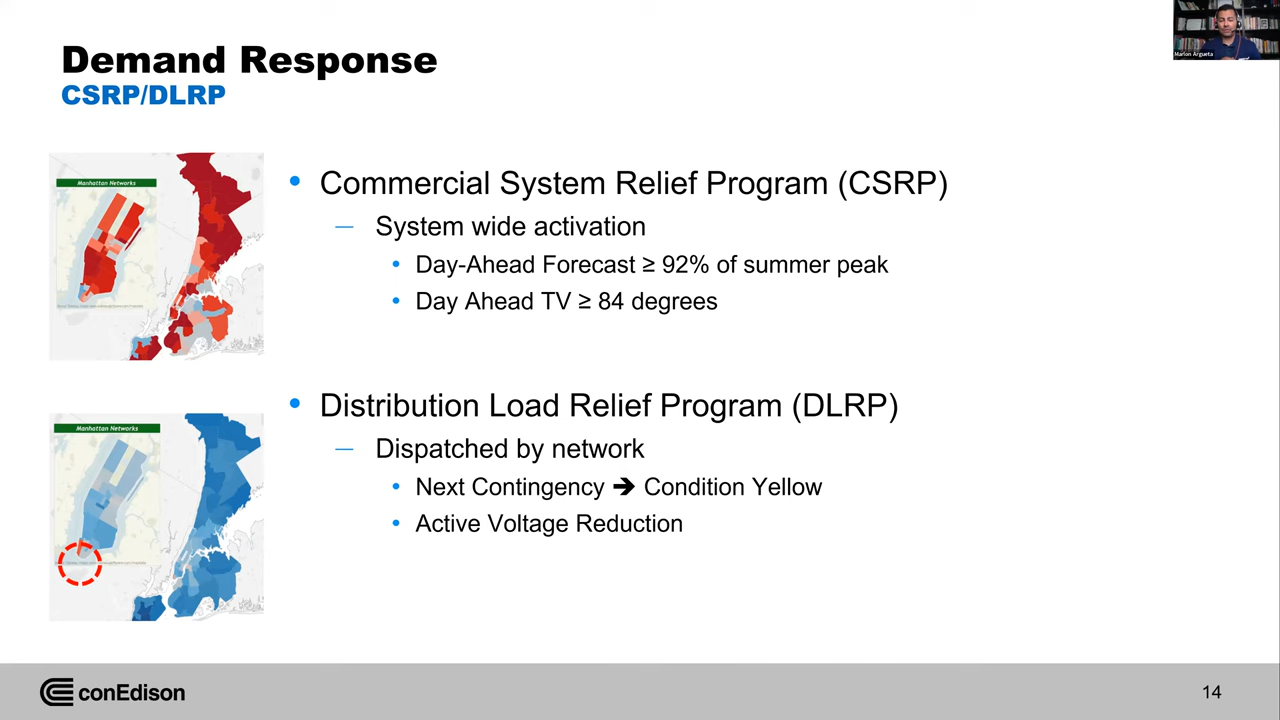 Marlon Argueta
Demand Response
CSRP/DLRP
Manhattan Networks
• Commercial System Relief Program (CSRP)
— System wide activation
• Day-Ahead Forecast ≥ 92% of summer peak
• Day Ahead TV ≥ 84 degrees
Manhattan Networks
• Distribution Load Relief Program (DLRP)
— Dispatched by network
• Next Contingency ➔ Condition Yellow
• Active Voltage Reduction
conEdison
14